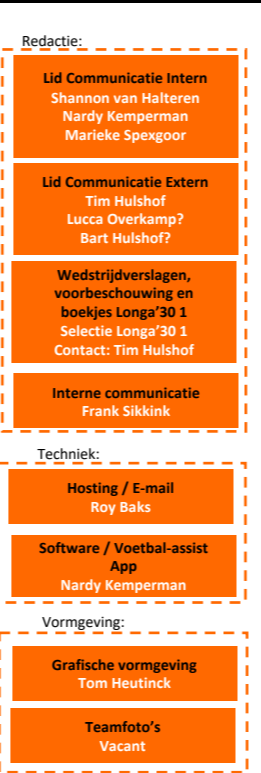 Redactie:
Lid Communicatie Intern
Shannon van Halteren
Nardy Kemperman
Marieke Spexgoor
Lid Communicatie Extern
Tim Hulshof
Lucca Overkamp?
Bart Hulshof?
Wedstrijdverslagen,
voorbeschouwing en
boekjes Longa’30 1
Selectie Longa’30 1
Contact: Tim Hulshof
Interne communicatie
Frank Sikkink
Techniek:
Hosting / E-mail
Roy Baks
Software / Voetbal-assist
App
Nardy Kemperman
Vormgeving:
Grafische vormgeving
Tom Heutinck
Teamfoto’s
Vacant